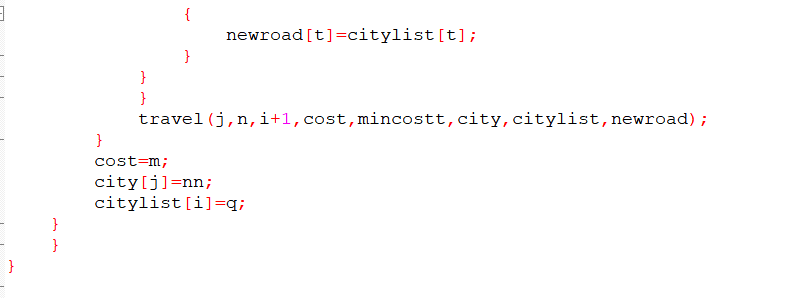 {
newroad[t]=citylist[t];
}
}
}
travel(j,n,i+1,cost,mincostt,city,citylist,newroad);
}
cost=m;
city[j]=nn;
citylist[i]=q;
}
}
}